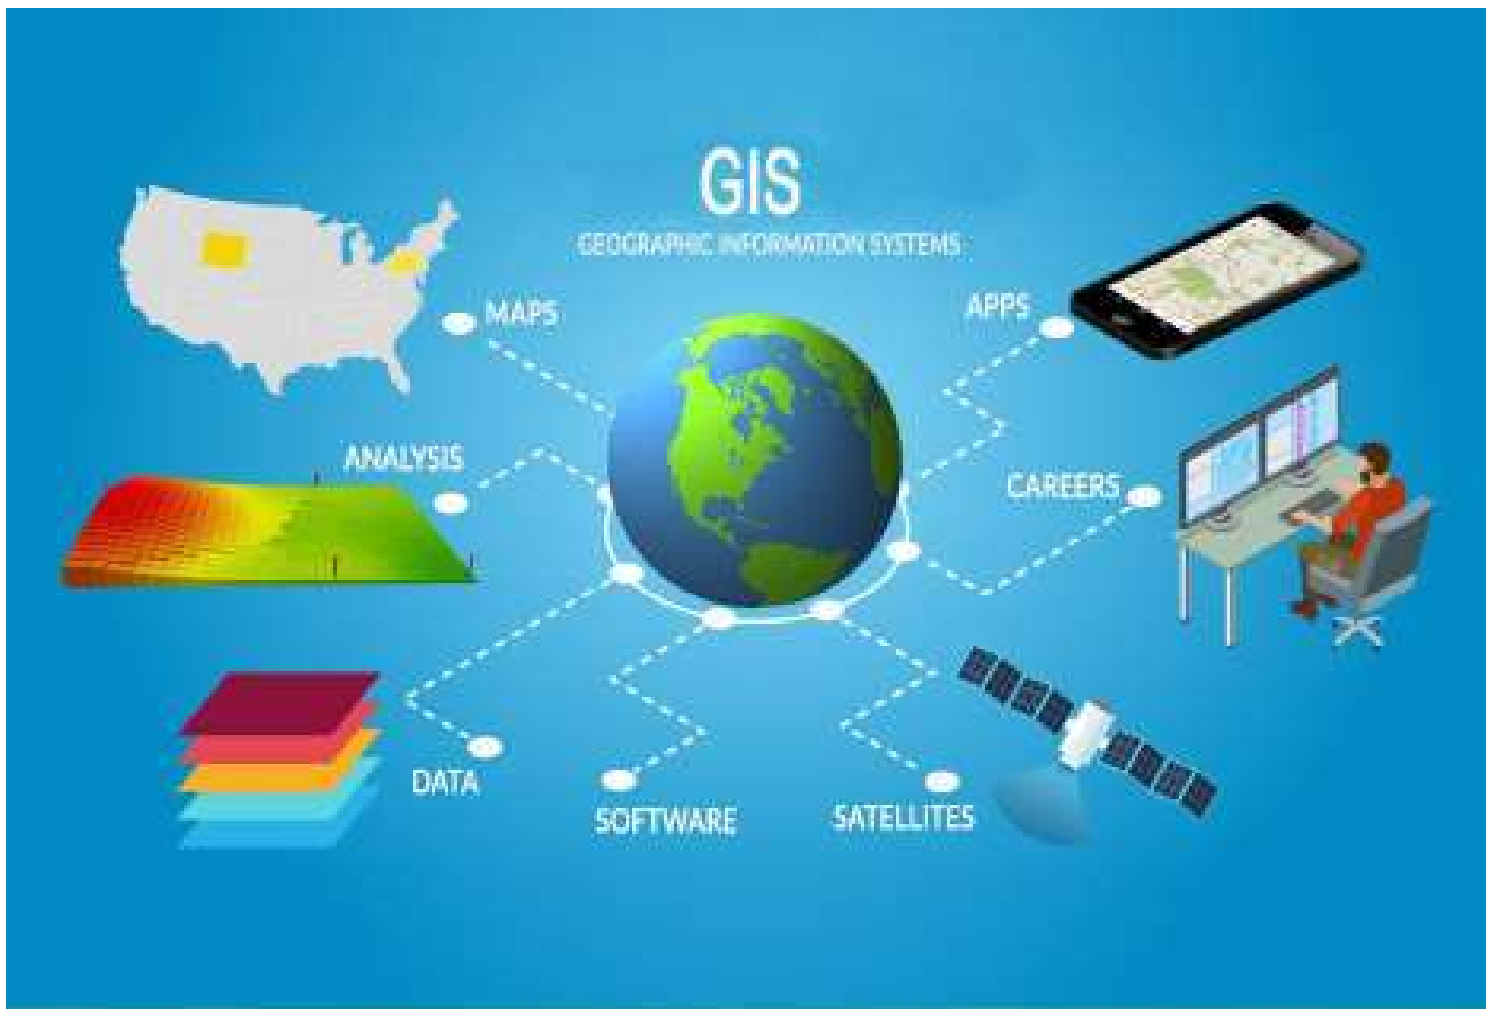 GIS
GEOGRAPHIC INFORMATION SYSTEMS
MAPS
APPS
ANALYSIS
CAREERS
DATA
SOFTWARE
SATELLITES